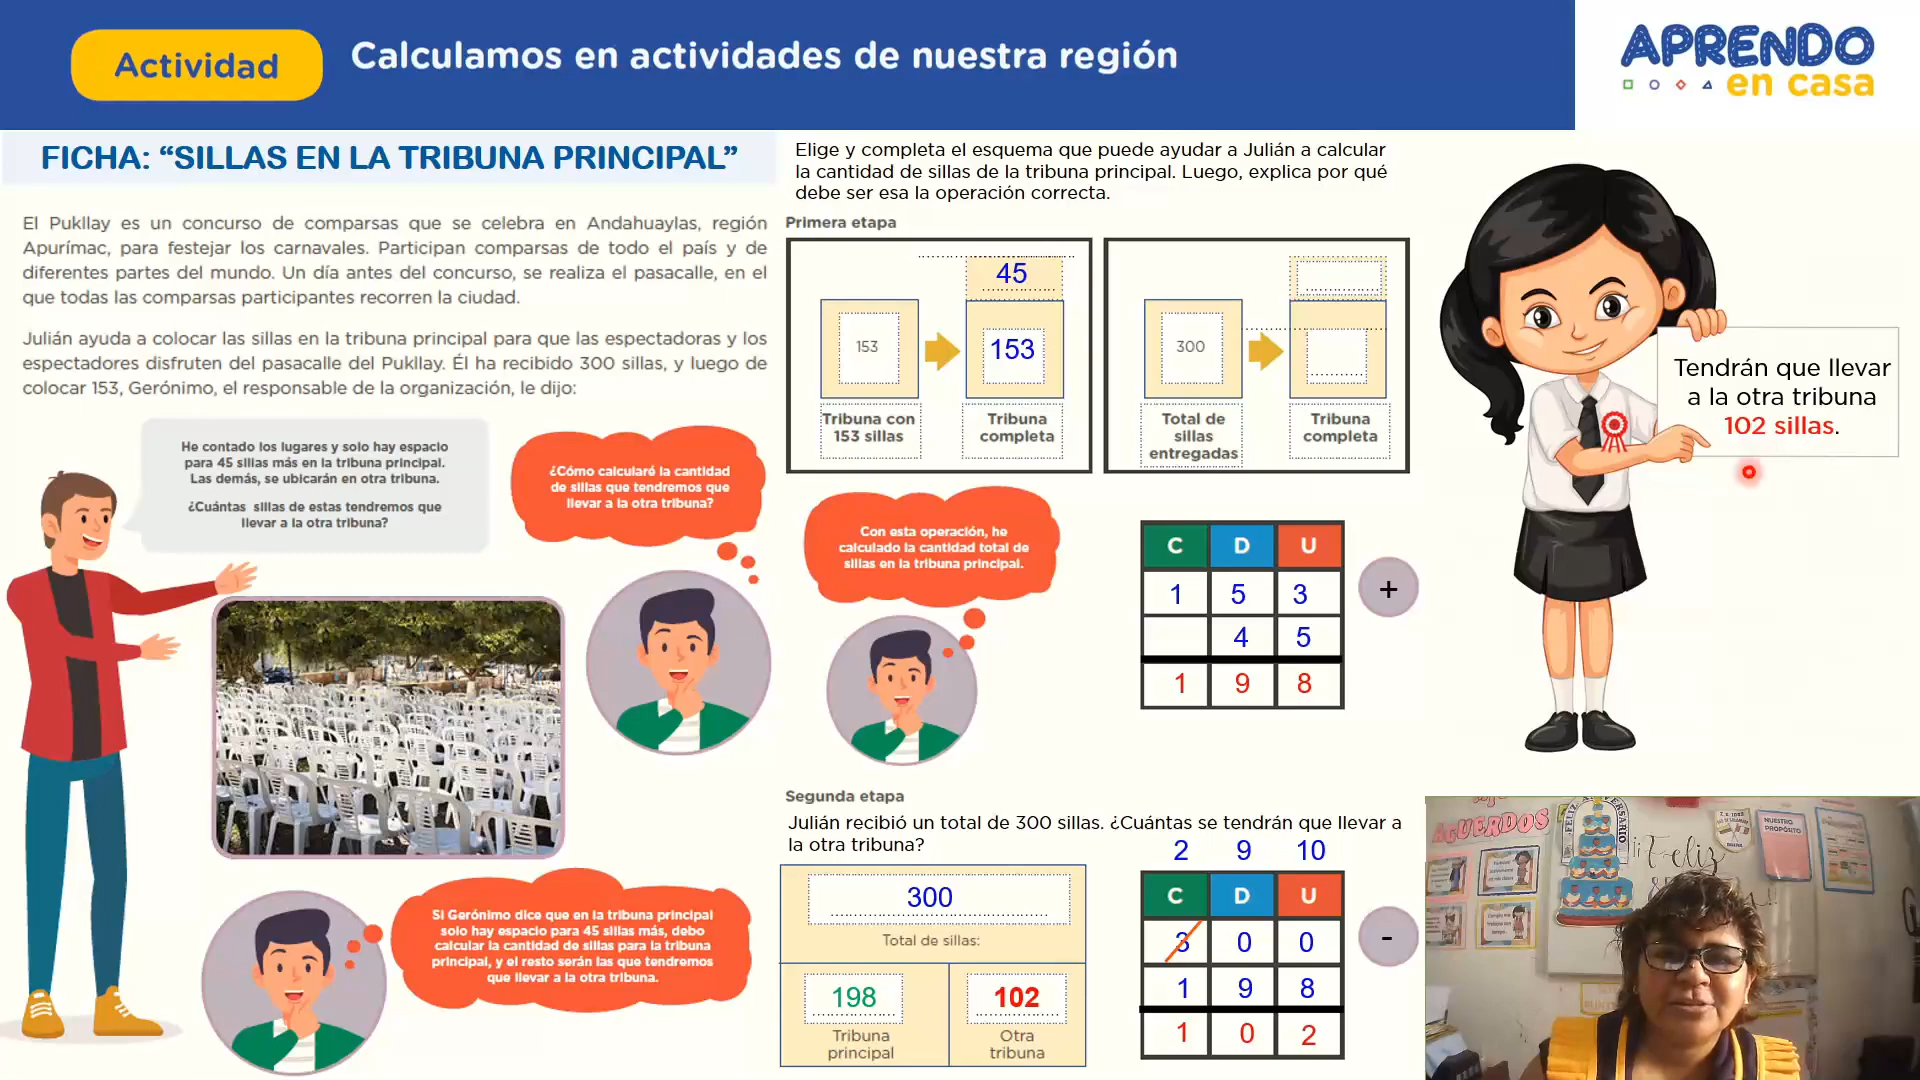 Actividad
Calculamos en actividades de nuestra región
APRENDO
en casa
FICHA: “SILLAS EN LA TRIBUNA PRINCIPAL”
El Pukllay es un concurso de comparsas que se celebra en Andahuaylas, región
Apurímac, para festejar los carnavales. Participan comparsas de todo el país y de
diferentes partes del mundo. Un día antes del concurso, se realiza el pasacalle, en el
que todas las comparsas participantes recorren la ciudad.
Julián ayuda a colocar las sillas en la tribuna principal para que las espectadoras y los
espectadores disfruten del pasacalle del Pukllay. Él ha recibido 300 sillas, y luego de
colocar 153, Gerónimo, el responsable de la organización, le dijo:
He contado los lugares y solo hay espacio
para 45 sillas más en la tribuna principal.
Las demás, se ubicarán en otra tribuna.
¿Cuántas sillas de estas tendremos que
llevar a la otra tribuna?
¿Cómo calcularé la cantidad
de sillas que tendremos que
llevar a la otra tribuna?
Si Gerónimo dice que en la tribuna principal
solo hay espacio para 45 sillas más, debo
calcular la cantidad de sillas para la tribuna
principal, y el resto serán las que tendremos
que llevar a la otra tribuna.
Elige y completa el esquema que puede ayudar a Julián a calcular
la cantidad de sillas de la tribuna principal. Luego, explica por qué
debe ser esa la operación correcta.
Primera etapa
45
153
153
Tribuna con
153 sillas
Tribuna
completa
300
Total de
sillas
entregadas
Tribuna
completa
Con esta operación, he
calculado la cantidad total de
sillas en la tribuna principal.
C D U
1 5 3
4 5
1 9 8
+
Segunda etapa
Julián recibió un total de 300 sillas. ¿Cuántas se tendrán que llevar a
la otra tribuna?
300
Total de sillas:
198
Tribuna
principal
102
Otra
tribuna
2 9 10
C D U
3 0 0
1 9 8
1 0 2
-
Tendrán que llevar
a la otra tribuna
102 sillas.
ACUERDOS
FELIZ ANIVERSARIO
NUESTRO
PROPÓSITO
¡¡Feliz